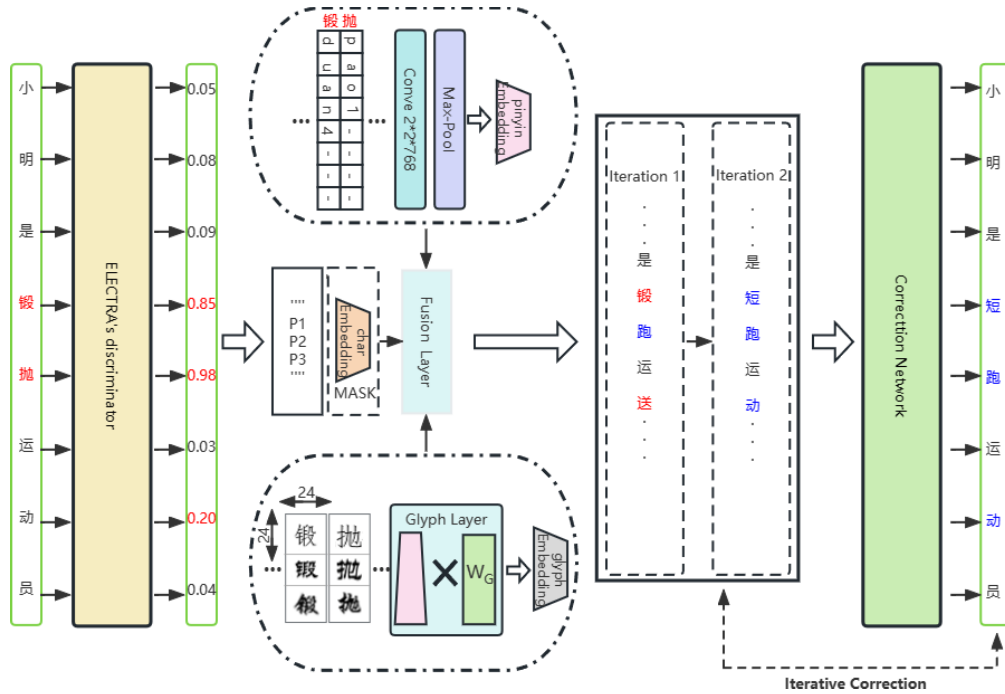 小
明
是
锻
抛
运
动
员
ELECTRA's discriminator
0.05
0.08
0.09
0.85
0.98
0.03
0.20
0.04
锻 抛
d p
u a
a o
n 1
4 -
- -
- -
- -
Conve 2*2*768
Max-Pool
pinyin
Embedding
P1
P2
P3
char
Embedding
MASK
Fusion Layer
24
24
锻 抛
锻 抛
锻 抛
Glyph Layer
W_G
glyph
Embedding
Iteration 1
是
锻
跑
运
送
Iteration 2
是
短
跑
运
动
Correcttion Network
小
明
是
短
跑
运
动
员
Iterative Correction